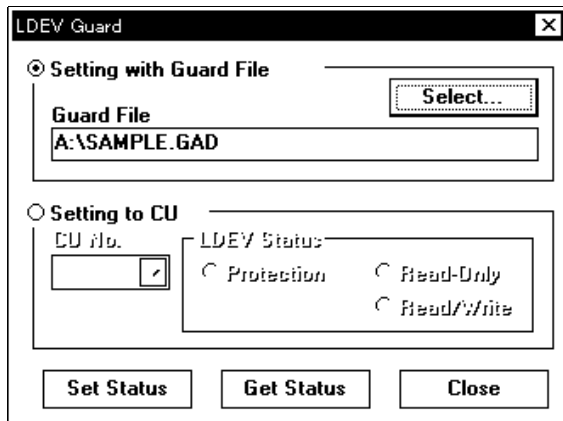 LDEV Guard
Setting with Guard File
Select...
Guard File
A:\SAMPLE.GAD
Setting to CU
CU No.
LDEV Status
Protection
Read-Only
Read/Write
Set Status
Get Status
Close